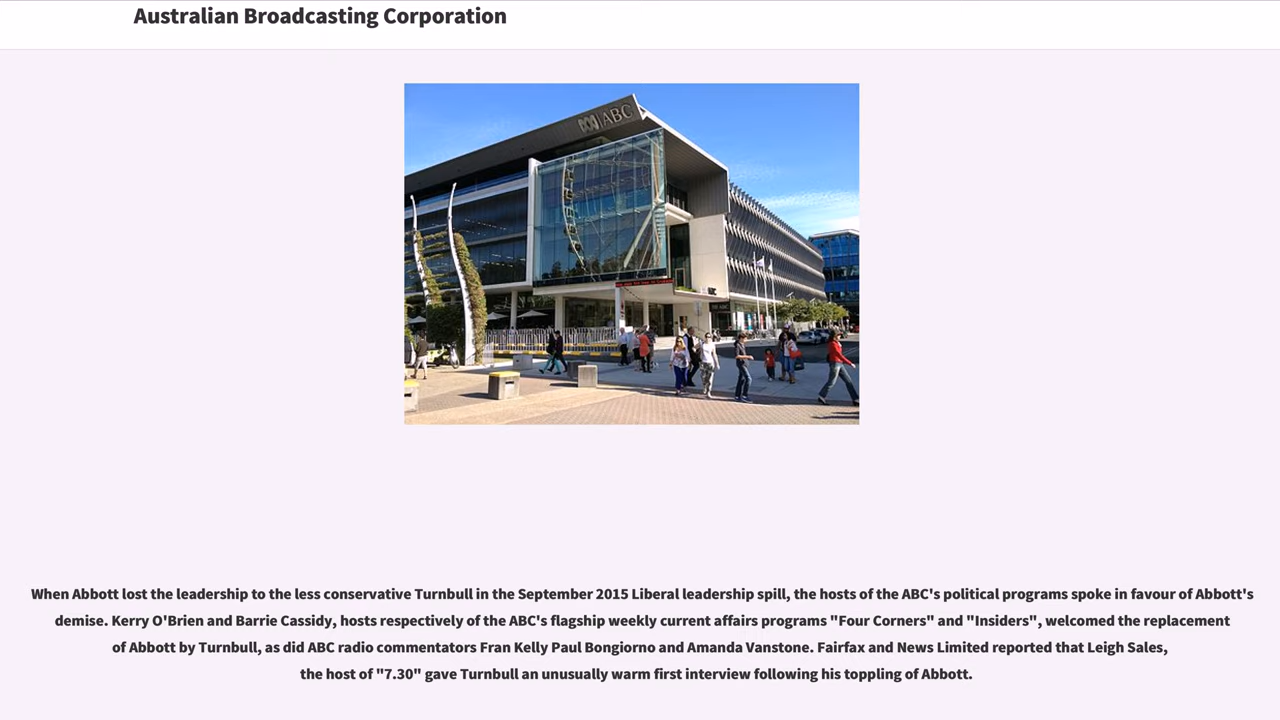 Australian Broadcasting Corporation
ABC
When Abbott lost the leadership to the less conservative Turnbull in the September 2015 Liberal leadership spill, the hosts of the ABC's political programs spoke in favour of Abbott's
demise. Kerry O'Brien and Barrie Cassidy, hosts respectively of the ABC's flagship weekly current affairs programs "Four Corners" and "Insiders", welcomed the replacement
of Abbott by Turnbull, as did ABC radio commentators Fran Kelly Paul Bongiorno and Amanda Vanstone. Fairfax and News Limited reported that Leigh Sales,
the host of "7.30" gave Turnbull an unusually warm first interview following his toppling of Abbott.